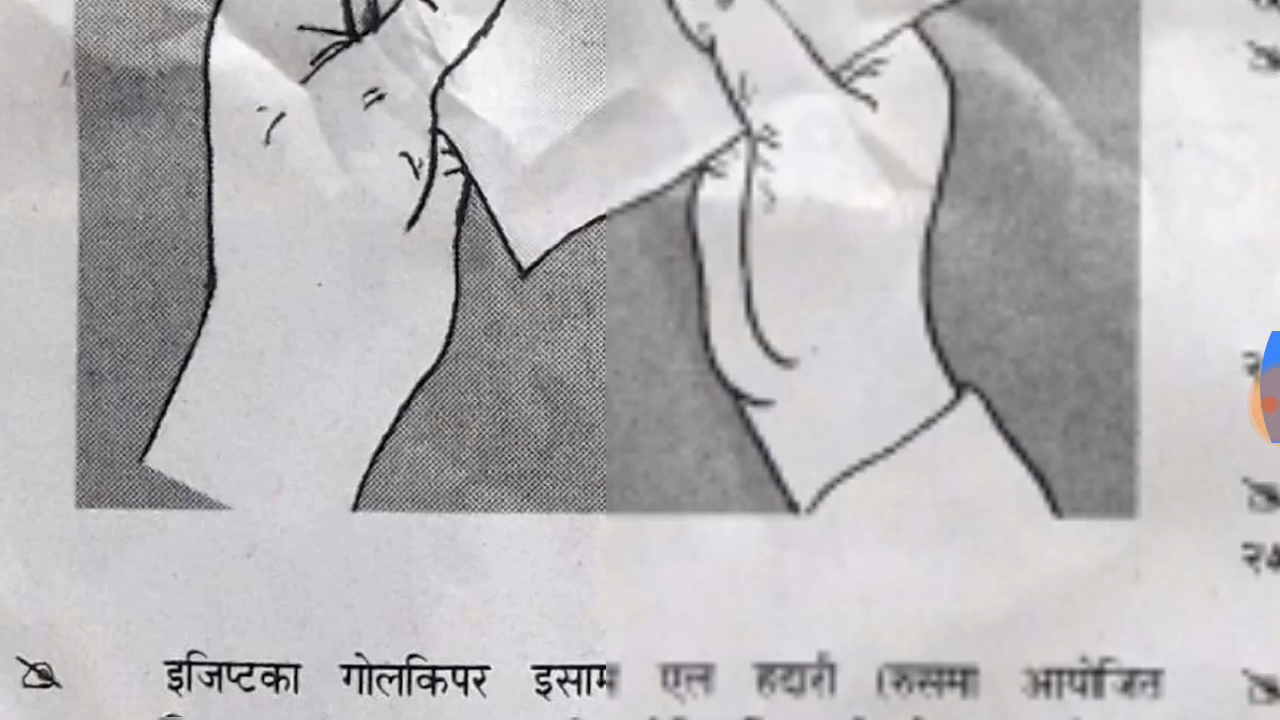 इजिप्टका गोलकिपर इसाम एल हदारी (रुसमा आयोजित